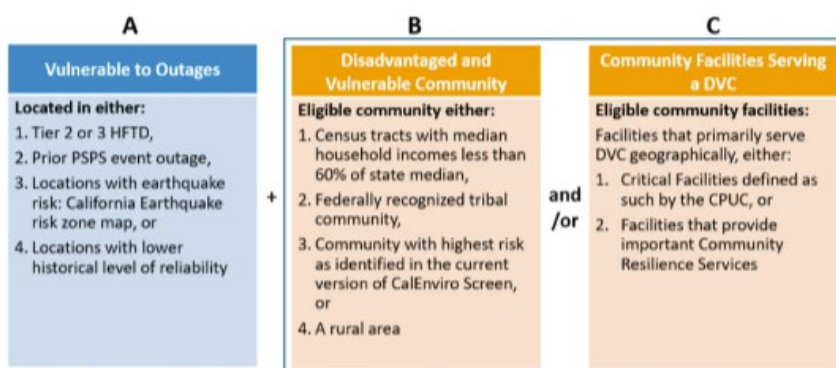 A
B
C
Vulnerable to Outages
Located in either:
1. Tier 2 or 3 HFTD,
2. Prior PSPS event outage,
3. Locations with earthquake
risk: California Earthquake
risk zone map, or
4. Locations with lower
historical level of reliability
+
Disadvantaged and
Vulnerable Community
Eligible community either:
1. Census tracts with median
household incomes less than
60% of state median,
2. Federally recognized tribal
community,
3. Community with highest risk
as identified in the current
version of CalEnviro Screen,
or
4. A rural area
and
/or
Community Facilities Serving
a DVC
Eligible community facilities:
Facilities that primarily serve
DVC geographically, either:
1. Critical Facilities defined as
such by the CPUC, or
2. Facilities that provide
important Community
Resilience Services